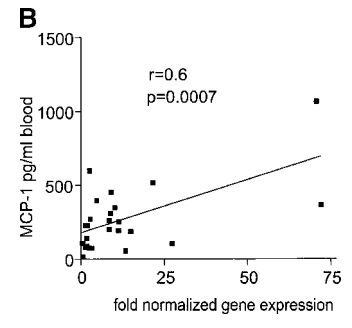 B
1500
r=0.6
p=0.0007
1000
MCP-1 pg/ml blood
500
0
0 25 50 75
fold normalized gene expression